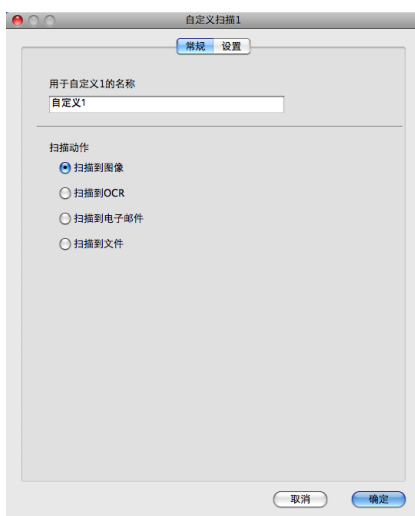 自定义扫描1
常规 设置
用于自定义1的名称
自定义1
扫描动作
扫描到图像
扫描到OCR
扫描到电子邮件
扫描到文件
取消 确定